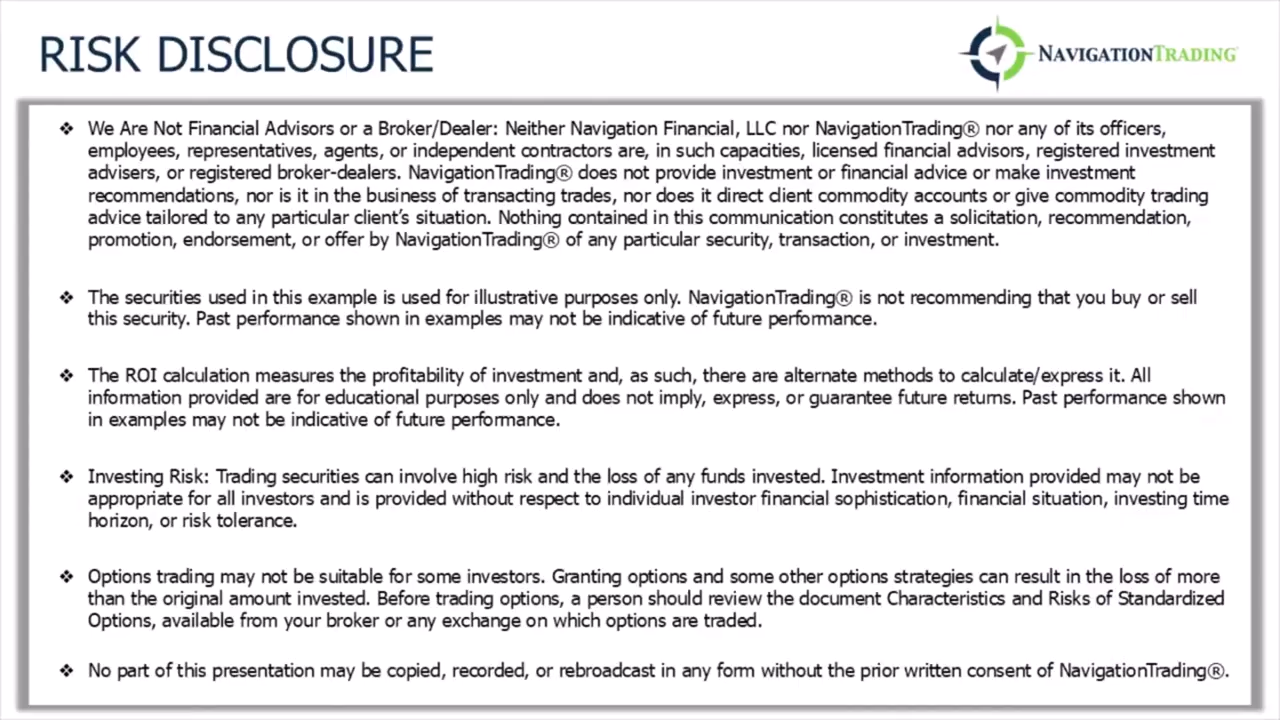 RISK DISCLOSURE
NAVIGATIONTRADING
❖ We Are Not Financial Advisors or a Broker/Dealer: Neither Navigation Financial, LLC nor NavigationTrading® nor any of its officers,
employees, representatives, agents, or independent contractors are, in such capacities, licensed financial advisors, registered investment
advisers, or registered broker-dealers. NavigationTrading® does not provide investment or financial advice or make investment
recommendations, nor is it in the business of transacting trades, nor does it direct client commodity accounts or give commodity trading
advice tailored to any particular client's situation. Nothing contained in this communication constitutes a solicitation, recommendation,
promotion, endorsement, or offer by NavigationTrading® of any particular security, transaction, or investment.
❖ The securities used in this example is used for illustrative purposes only. NavigationTrading® is not recommending that you buy or sell
this security. Past performance shown in examples may not be indicative of future performance.
❖ The ROI calculation measures the profitability of investment and, as such, there are alternate methods to calculate/express it. All
information provided are for educational purposes only and does not imply, express, or guarantee future returns. Past performance shown
in examples may not be indicative of future performance.
❖ Investing Risk: Trading securities can involve high risk and the loss of any funds invested. Investment information provided may not be
appropriate for all investors and is provided without respect to individual investor financial sophistication, financial situation, investing time
horizon, or risk tolerance.
❖ Options trading may not be suitable for some investors. Granting options and some other options strategies can result in the loss of more
than the original amount invested. Before trading options, a person should review the document Characteristics and Risks of Standardized
Options, available from your broker or any exchange on which options are traded.
❖ No part of this presentation may be copied, recorded, or rebroadcast in any form without the prior written consent of NavigationTrading®.